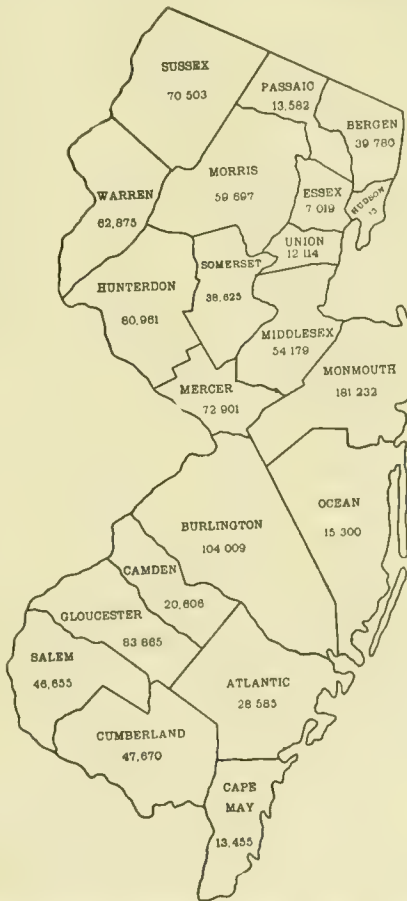 SUSSEX
70 503
PASSAIC
13,582
BERGEN
39 780
MORRIS
59 697
ESSEX
7 019
HUDSON
13
WARREN
62,875
UNION
12 114
SOMERSET
38,625
HUNTERDON
80,961
MIDDLESEX
54 179
MONMOUTH
181 232
MERCER
72 901
OCEAN
15 300
BURLINGTON
104 009
CAMDEN
20,606
GLOUCESTER
83 865
SALEM
46,655
ATLANTIC
28 585
CUMBERLAND
47,670
CAPE
MAY
13,455